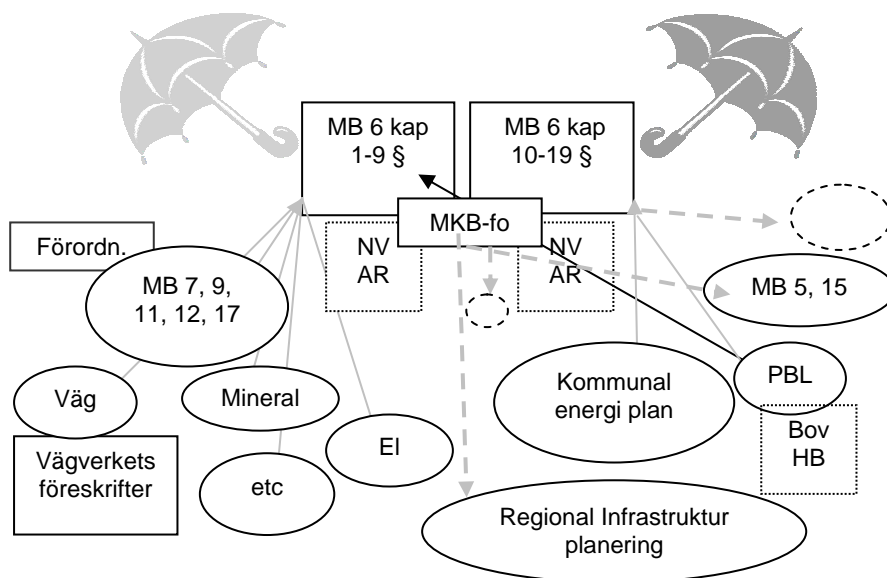 MB 6 kap
1-9 §
MB 6 kap
10-19 §
MKB-fo
Förordn.
NV
AR
NV
AR
MB 7, 9,
11, 12, 17
MB 5, 15
Väg
Mineral
Kommunal
energi plan
PBL
El
Bov
HB
Vägverkets
föreskrifter
etc
Regional Infrastruktur
planering